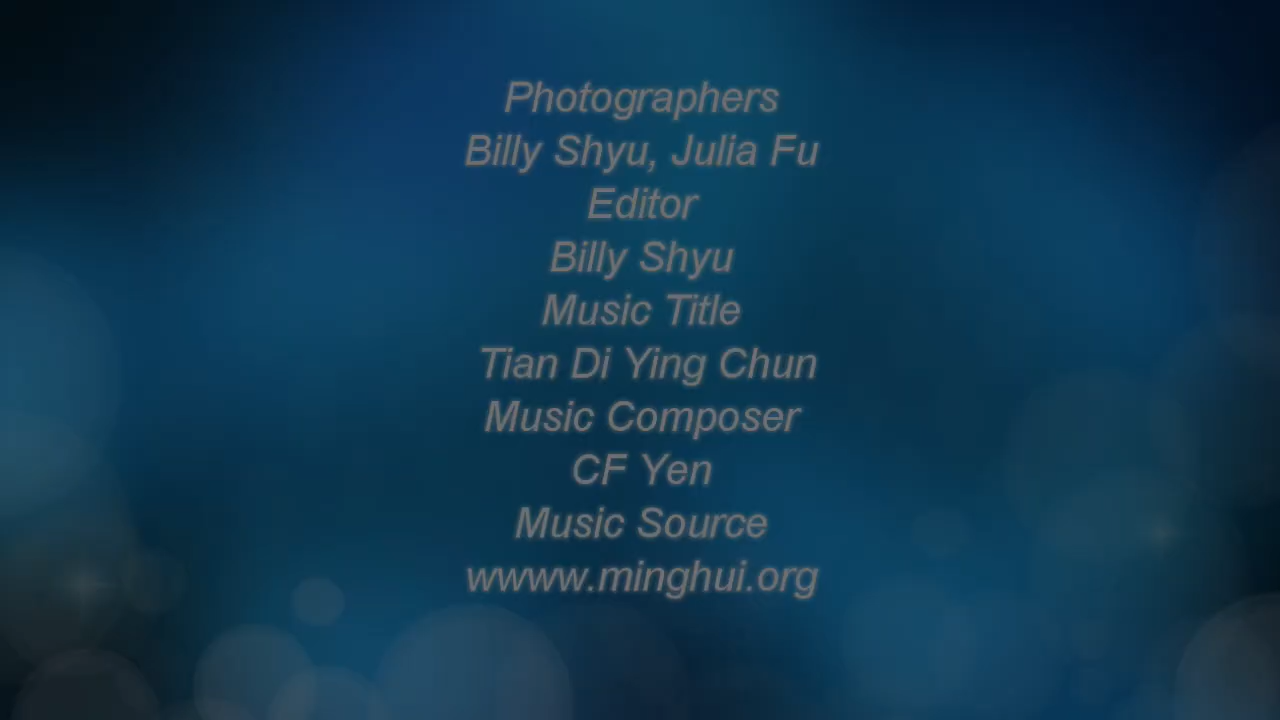 Photographers
Billy Shyu, Julia Fu
Editor
Billy Shyu
Music Title
Tian Di Ying Chun
Music Composer
CF Yen
Music Source
wwww.minghui.org